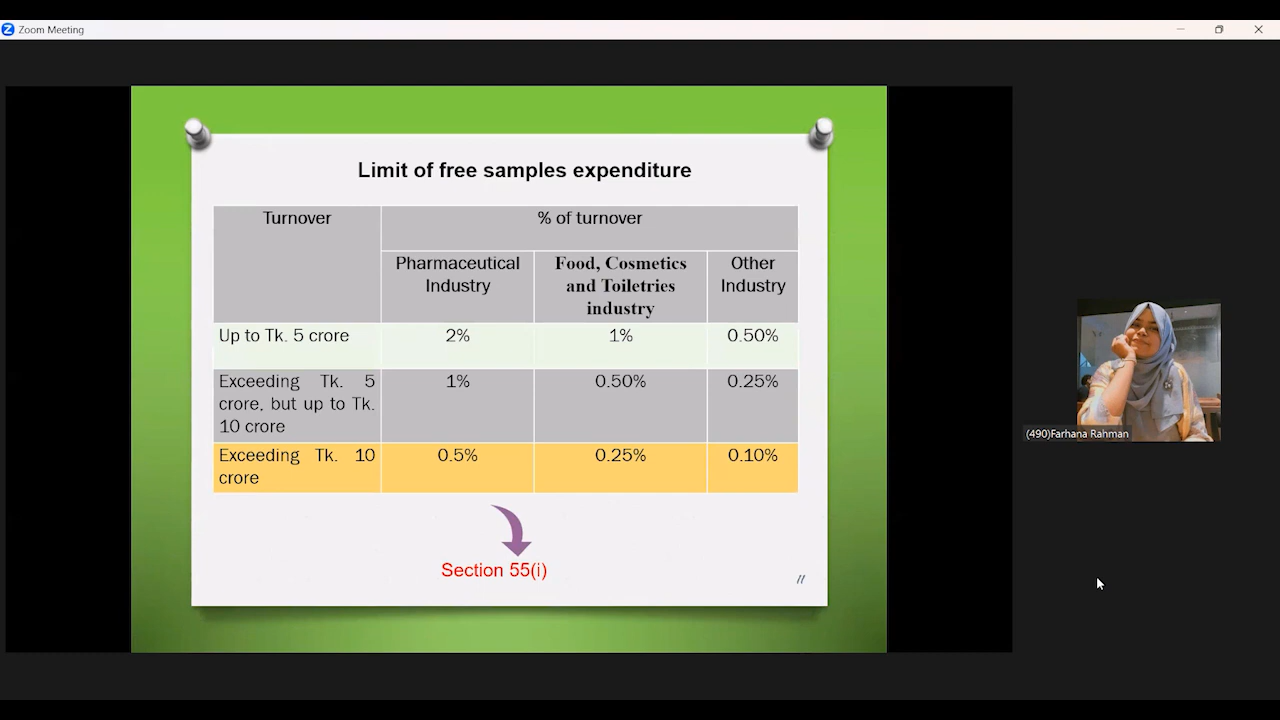 Zoom Meeting
Limit of free samples expenditure
Turnover
% of turnover
Pharmaceutical
Industry
Food, Cosmetics
and Toiletries
industry
Other
Industry
Up to Tk. 5 crore
2%
1%
0.50%
Exceeding Tk. 5
crore, but up to Tk.
10 crore
1%
0.50%
0.25%
Exceeding Tk. 10
crore
0.5%
0.25%
0.10%
Section 55(i)
//
(490)Farhana Rahman